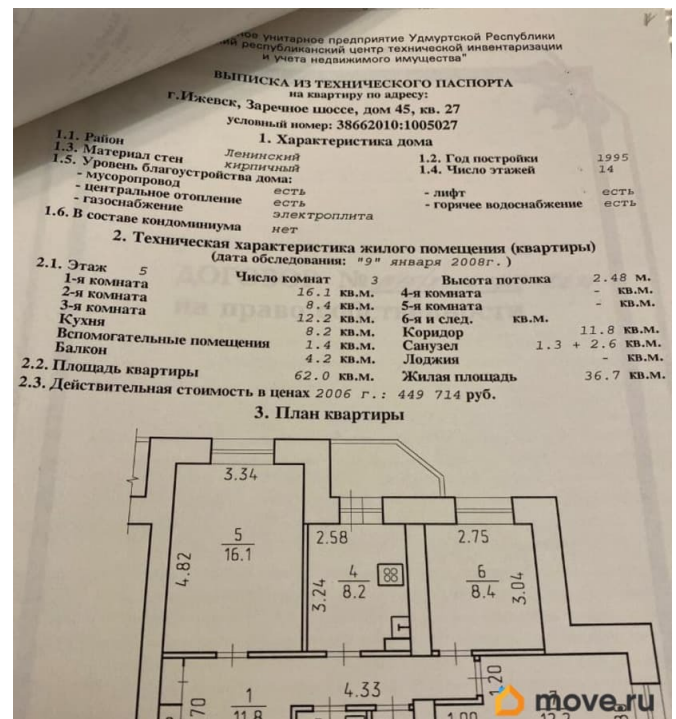 ное унитарное предприятие Удмуртской Республики
республиканский центр технической инвентаризации
и учета недвижимого имущества"
ВЫПИСКА ИЗ ТЕХНИЧЕСКОГО ПАСПОРТА
на квартиру по адресу:
г.Ижевск, Заречное шоссе, дом 45, кв. 27
условный номер: 38662010:1005027
1. Характеристика дома
1.1. Район Ленинский 1.2. Год постройки 1995
1.3. Материал стен кирпичный 1.4. Число этажей 14
1.5. Уровень благоустройства дома:
- мусоропровод есть - лифт есть
- центральное отопление есть - горячее водоснабжение есть
- газоснабжение электроплита
1.6. В составе кондоминиума нет
2. Техническая характеристика жилого помещения (квартиры)
(дата обследования: "9" января 2008г.)
2.1. Этаж 5 Число комнат 3 Высота потолка 2.48 м.
1-я комната 16.1 кв.м. 4-я комната - кв.м.
2-я комната 8.4 кв.м. 5-я комната - кв.м.
3-я комната 12.2 кв.м. 6-я и след. кв.м.
Кухня 8.2 кв.м. Коридор 11.8 кв.м.
Вспомогательные помещения 1.4 кв.м. Санузел 1.3 + 2.6 кв.м.
Балкон 4.2 кв.м. Лоджия - кв.м.
2.2. Площадь квартиры 62.0 кв.м. Жилая площадь 36.7 кв.м.
2.3. Действительная стоимость в ценах 2006 г.: 449 714 руб.
3. План квартиры
3.34
5
16.1
4.82
2.58
4
8.2
3.24
2.75
6
8.4
3.04
4.33
1
11.8
1.20
move.ru